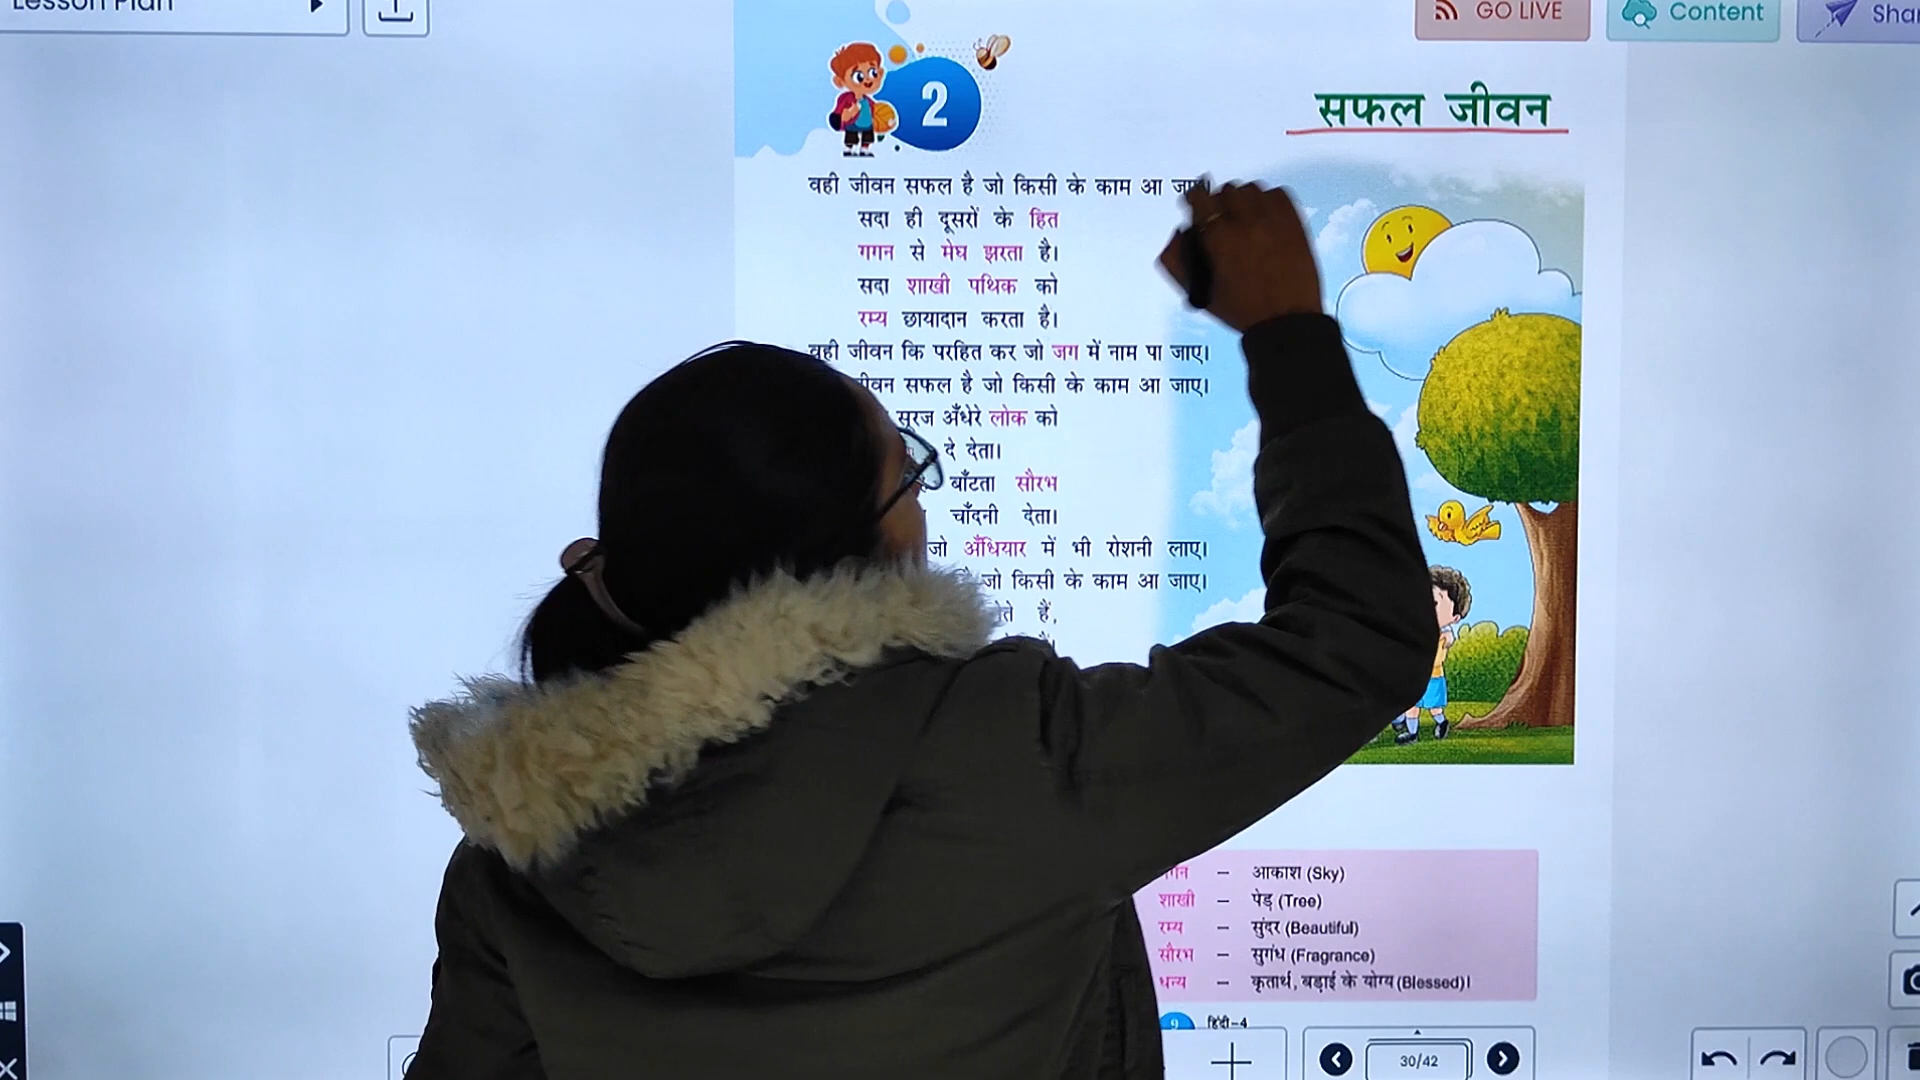 Lesson Plan
GO LIVE
Content
2
सफल जीवन
वही जीवन सफल है जो किसी के काम आ जाए।
सदा ही दूसरों के हित
गगन से मेघ झरता है।
सदा शाखी पथिक को
रम्य छायादान करता है।
वही जीवन कि परहित कर जो जग में नाम पा जाए।
जीवन सफल है जो किसी के काम आ जाए।
सूरज अँधेरे लोक को
दे देता।
बाँटता सौरभ
चाँदनी देता।
जो अँधियार में भी रोशनी लाए।
जो किसी के काम आ जाए।
हैं,
गगन – आकाश (Sky)
शाखी – पेड़ (Tree)
रम्य – सुंदर (Beautiful)
सौरभ – सुगंध (Fragrance)
धन्य – कृतार्थ, बड़ाई के योग्य (Blessed)।
9 हिंदी-4
30/42